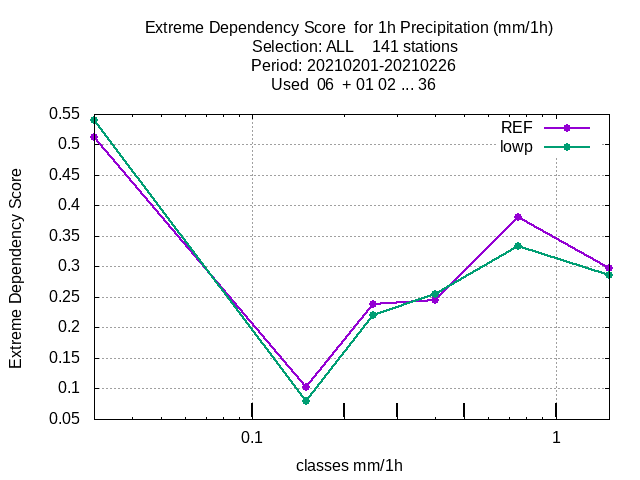 Extreme Dependency Score  for 1h Precipitation (mm/1h)
Selection: ALL    141 stations
Period: 20210201-20210226
Used  06  + 01 02 ... 36
REF
lowp
Extreme Dependency Score
0.55
0.5
0.45
0.4
0.35
0.3
0.25
0.2
0.15
0.1
0.05
0.1
1
classes mm/1h